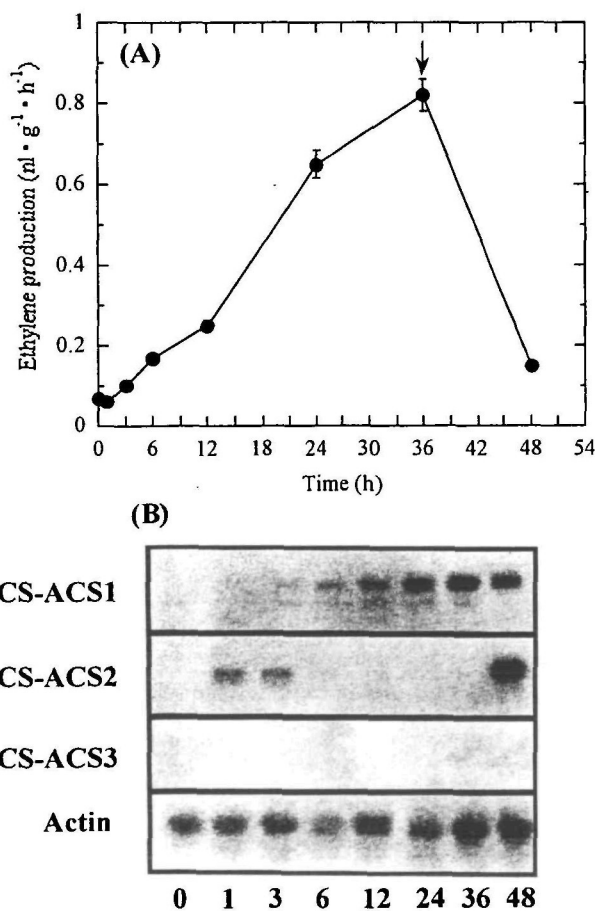 (A)
Ethylene production (nl • g⁻¹ • h⁻¹)
1
0.8
0.6
0.4
0.2
0
0 6 12 18 24 30 36 42 48 54
Time (h)
(B)
CS-ACS1
CS-ACS2
CS-ACS3
Actin
0 1 3 6 12 24 36 48